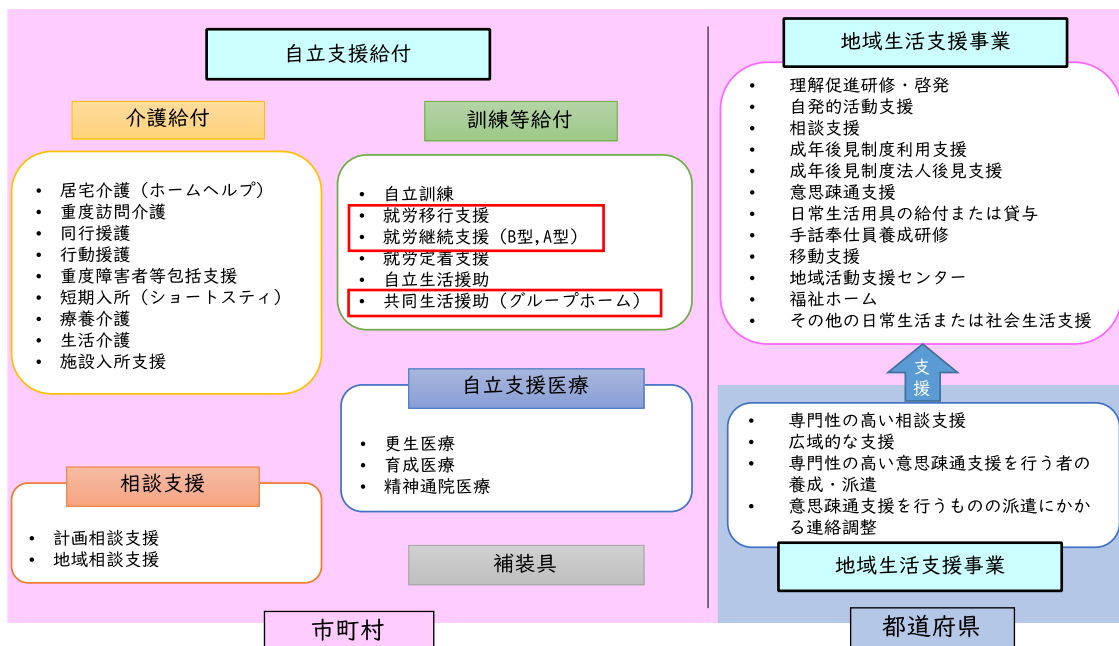 自立支援給付
介護給付
• 居宅介護（ホームヘルプ）
• 重度訪問介護
• 同行援護
• 行動援護
• 重度障害者等包括支援
• 短期入所（ショートスティ）
• 療養介護
• 生活介護
• 施設入所支援
訓練等給付
• 自立訓練
• 就労移行支援
• 就労継続支援（B型,A型）
• 就労定着支援
• 自立生活援助
• 共同生活援助（グループホーム）
自立支援医療
• 更生医療
• 育成医療
• 精神通院医療
相談支援
• 計画相談支援
• 地域相談支援
補装具
市町村
地域生活支援事業
• 理解促進研修・啓発
• 自発的活動支援
• 相談支援
• 成年後見制度利用支援
• 成年後見制度法人後見支援
• 意思疎通支援
• 日常生活用具の給付または貸与
• 手話奉仕員養成研修
• 移動支援
• 地域活動支援センター
• 福祉ホーム
• その他の日常生活または社会生活支援
支援
• 専門性の高い相談支援
• 広域的な支援
• 専門性の高い意思疎通支援を行う者の
養成・派遣
• 意思疎通支援を行うものの派遣にかか
る連絡調整
地域生活支援事業
都道府県